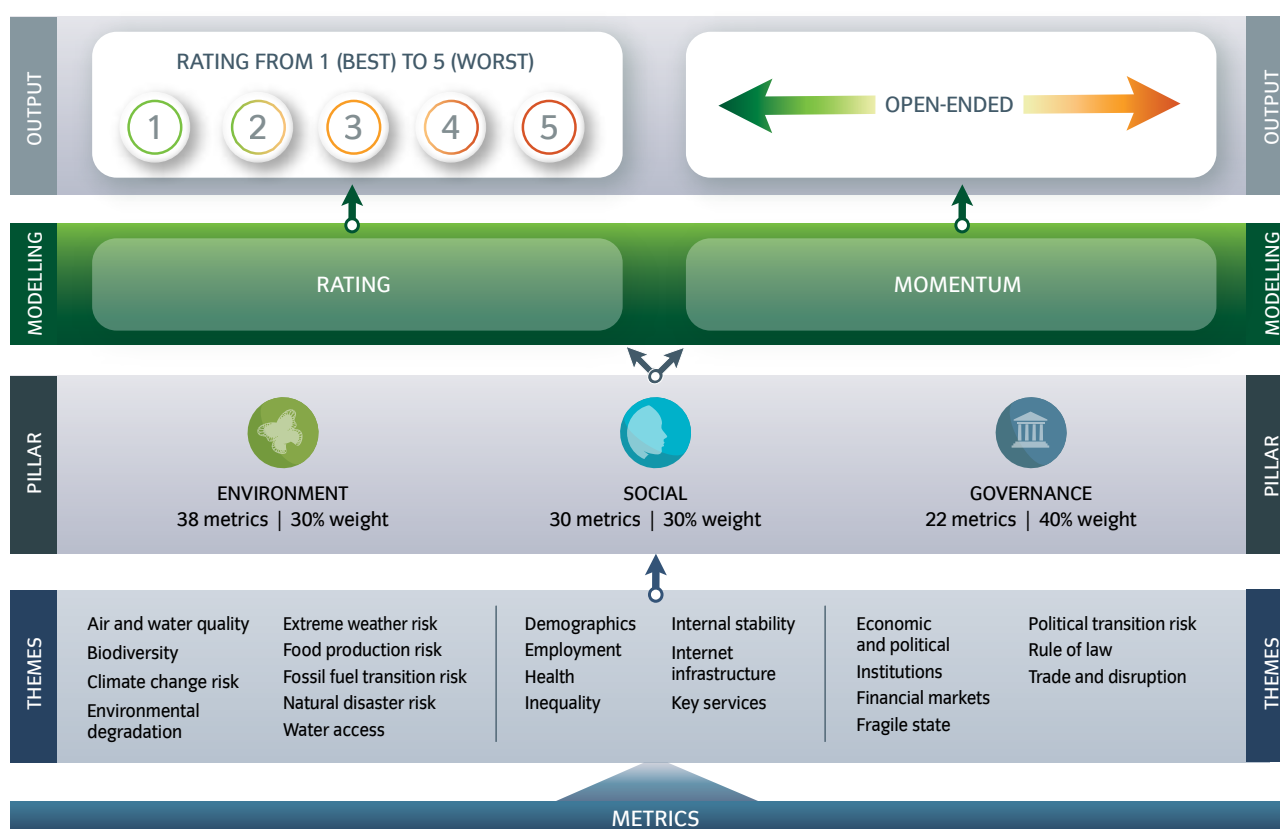 OUTPUT
RATING FROM 1 (BEST) TO 5 (WORST)
1 2 3 4 5
OPEN-ENDED
OUTPUT
MODELLING
RATING
MOMENTUM
MODELLING
PILLAR
ENVIRONMENT
38 metrics | 30% weight
SOCIAL
30 metrics | 30% weight
GOVERNANCE
22 metrics | 40% weight
PILLAR
THEMES
Air and water quality
Biodiversity
Climate change risk
Environmental
degradation
Extreme weather risk
Food production risk
Fossil fuel transition risk
Natural disaster risk
Water access
Demographics
Employment
Health
Inequality
Internal stability
Internet
infrastructure
Key services
Economic
and political
Institutions
Financial markets
Fragile state
Political transition risk
Rule of law
Trade and disruption
THEMES
METRICS